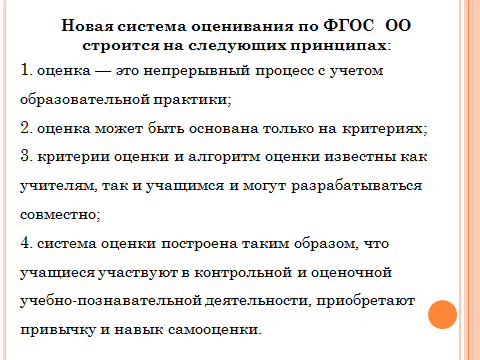 Новая система оценивания по ФГОС ОО
строится на следующих принципах:
1. оценка — это непрерывный процесс с учетом
образовательной практики;
2. оценка может быть основана только на критериях;
3. критерии оценки и алгоритм оценки известны как
учителям, так и учащимся и могут разрабатываться
совместно;
4. система оценки построена таким образом, что
учащиеся участвуют в контрольной и оценочной
учебно-познавательной деятельности, приобретают
привычку и навык самооценки.